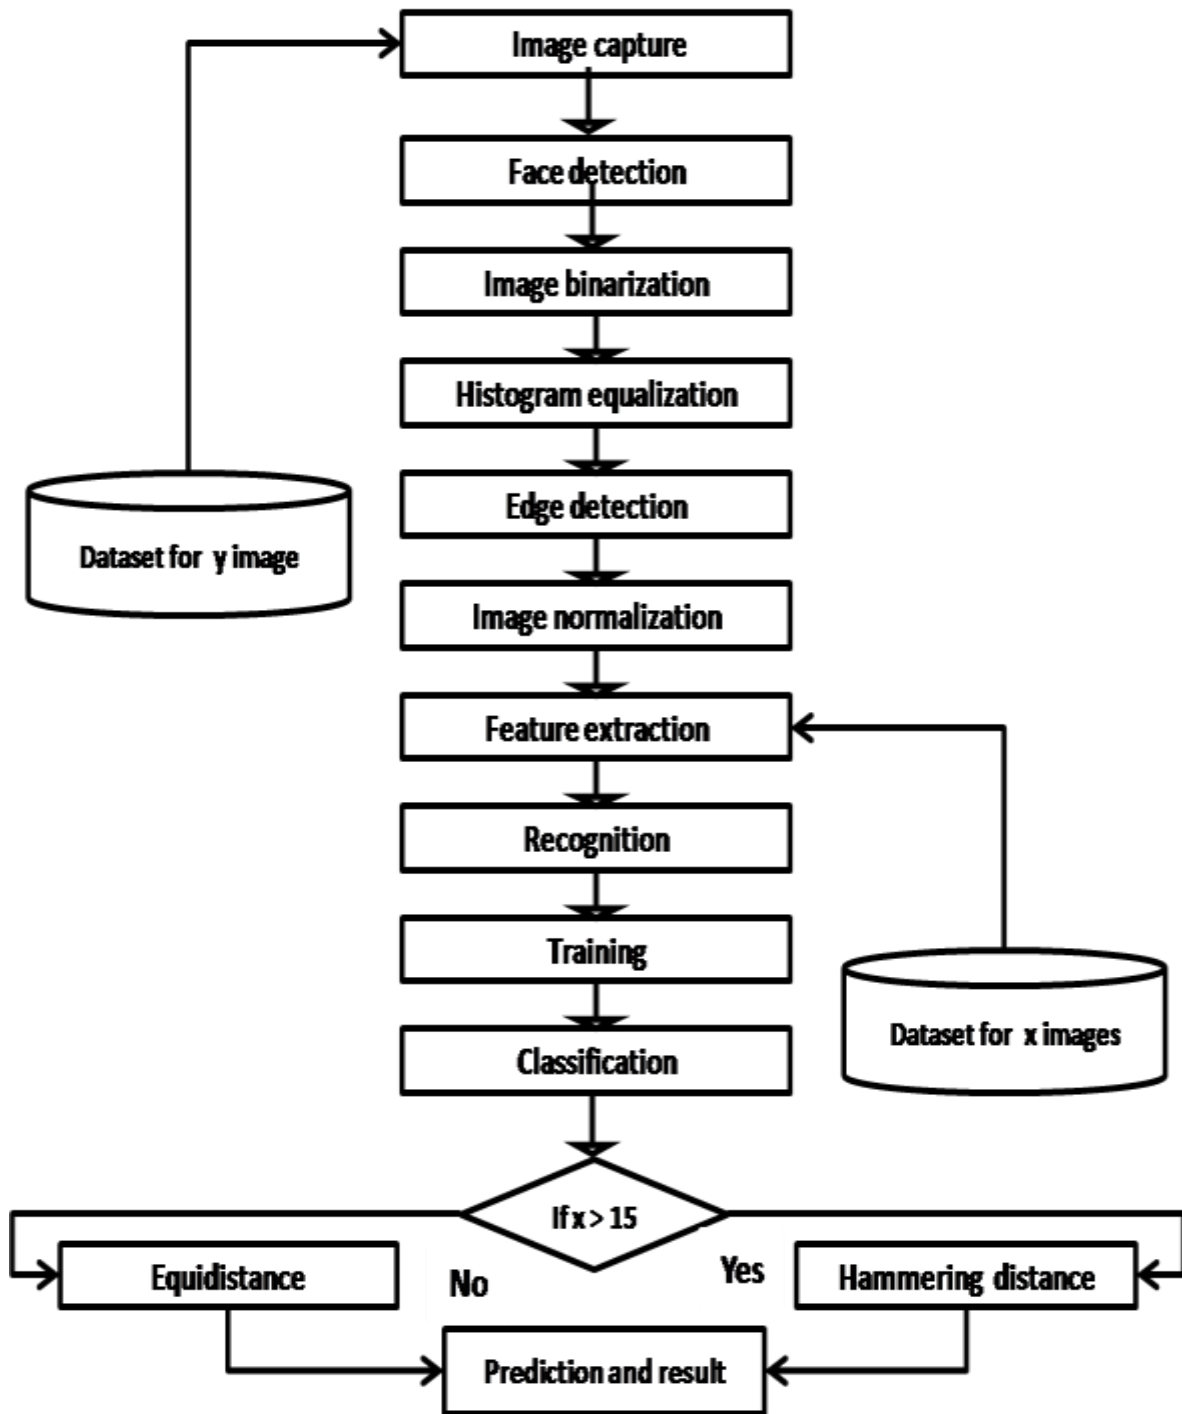 Image capture
Face detection
Image binarization
Histogram equalization
Edge detection
Dataset for y image
Image normalization
Feature extraction
Recognition
Training
Dataset for x images
Classification
If x > 15
Equidistance
No
Yes
Hammering distance
Prediction and result